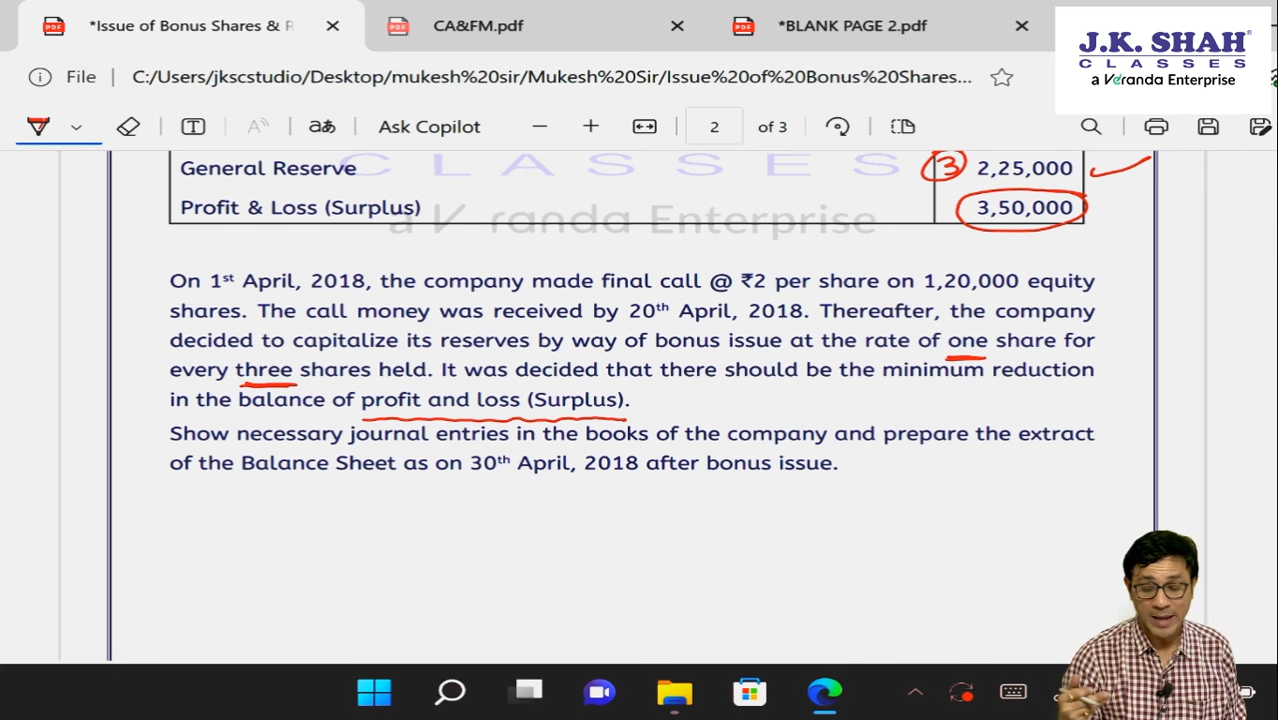 *Issue of Bonus Shares & R
CA&FM.pdf
*BLANK PAGE 2.pdf
J.K. SHAH
CLASSES
a Veranda Enterprise
File
C:/Users/jkscstudio/Desktop/mukesh%20sir/Mukesh%20Sir/Issue%20of%20Bonus%20Shares...
Ask Copilot
2
of 3
CLASSES
General Reserve 3 2,25,000
Profit & Loss (Surplus) 3,50,000
a Veranda Enterprise
On 1st April, 2018, the company made final call @ ₹2 per share on 1,20,000 equity
shares. The call money was received by 20th April, 2018. Thereafter, the company
decided to capitalize its reserves by way of bonus issue at the rate of one share for
every three shares held. It was decided that there should be the minimum reduction
in the balance of profit and loss (Surplus).
Show necessary journal entries in the books of the company and prepare the extract
of the Balance Sheet as on 30th April, 2018 after bonus issue.